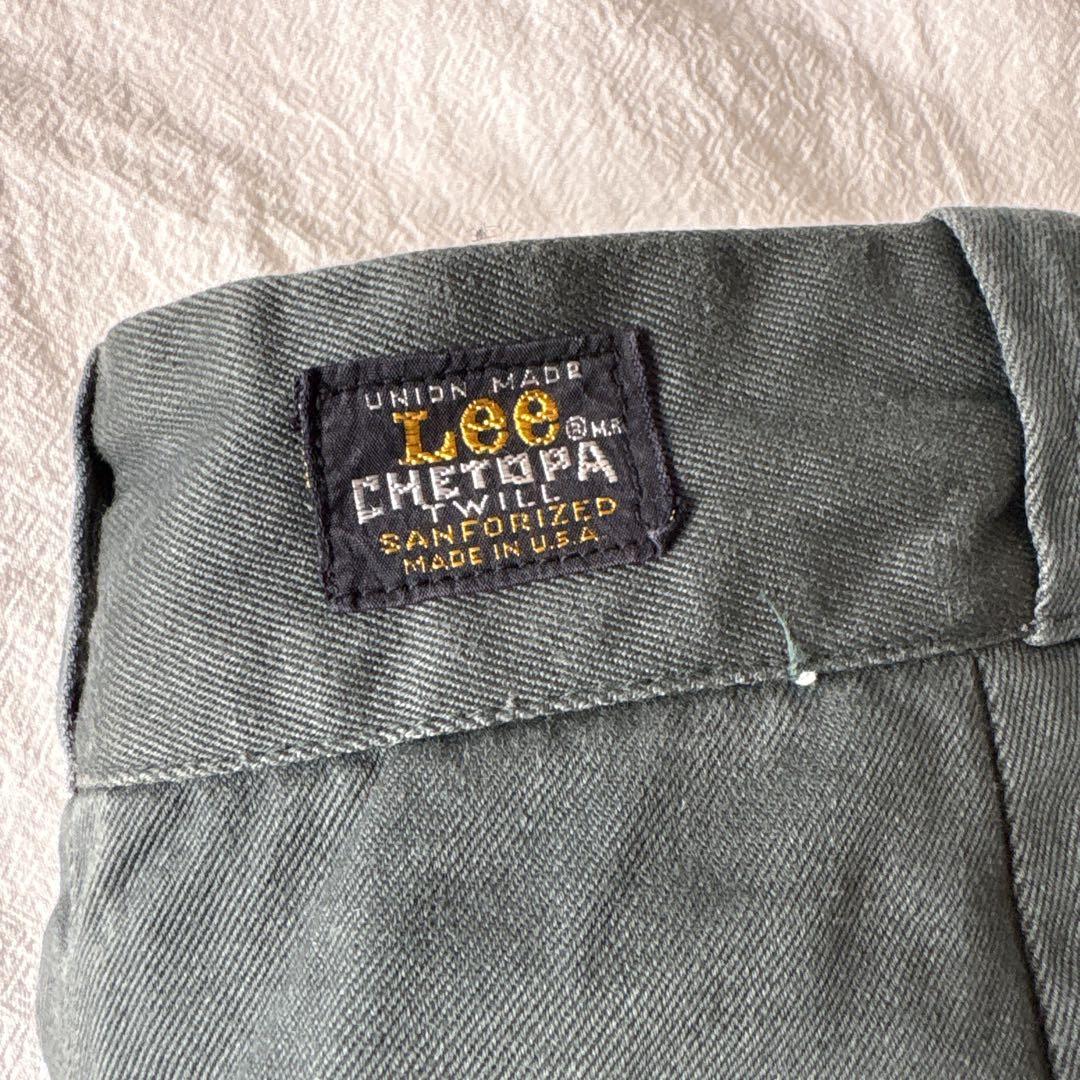 UNION MADE
Lee ® M.R.
CHETOPA
TWILL
SANFORIZED
MADE IN U.S.A